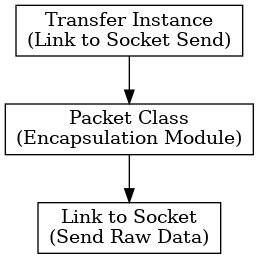 Transfer Instance
(Link to Socket Send)
Packet Class
(Encapsulation Module)
Link to Socket
(Send Raw Data)